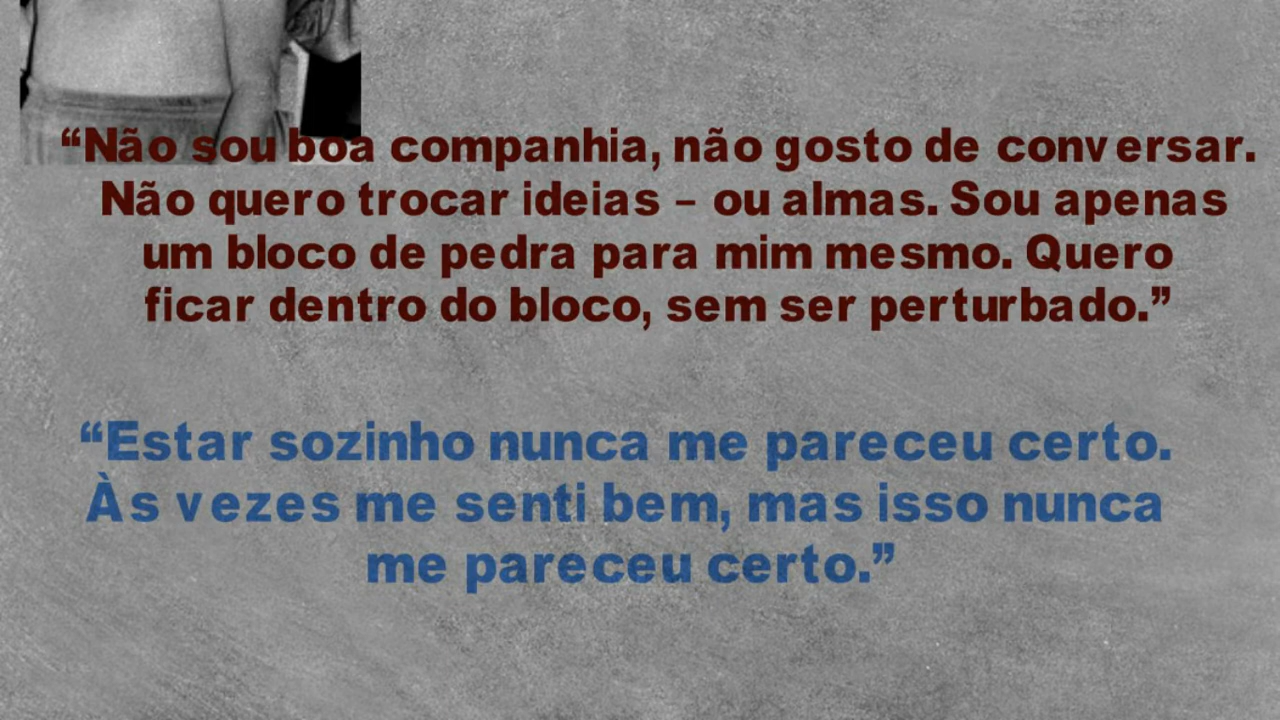 “Não sou boa companhia, não gosto de conversar.
Não quero trocar ideias – ou almas. Sou apenas
um bloco de pedra para mim mesmo. Quero
ficar dentro do bloco, sem ser perturbado.”
“Estar sozinho nunca me pareceu certo.
Às vezes me senti bem, mas isso nunca
me pareceu certo.”